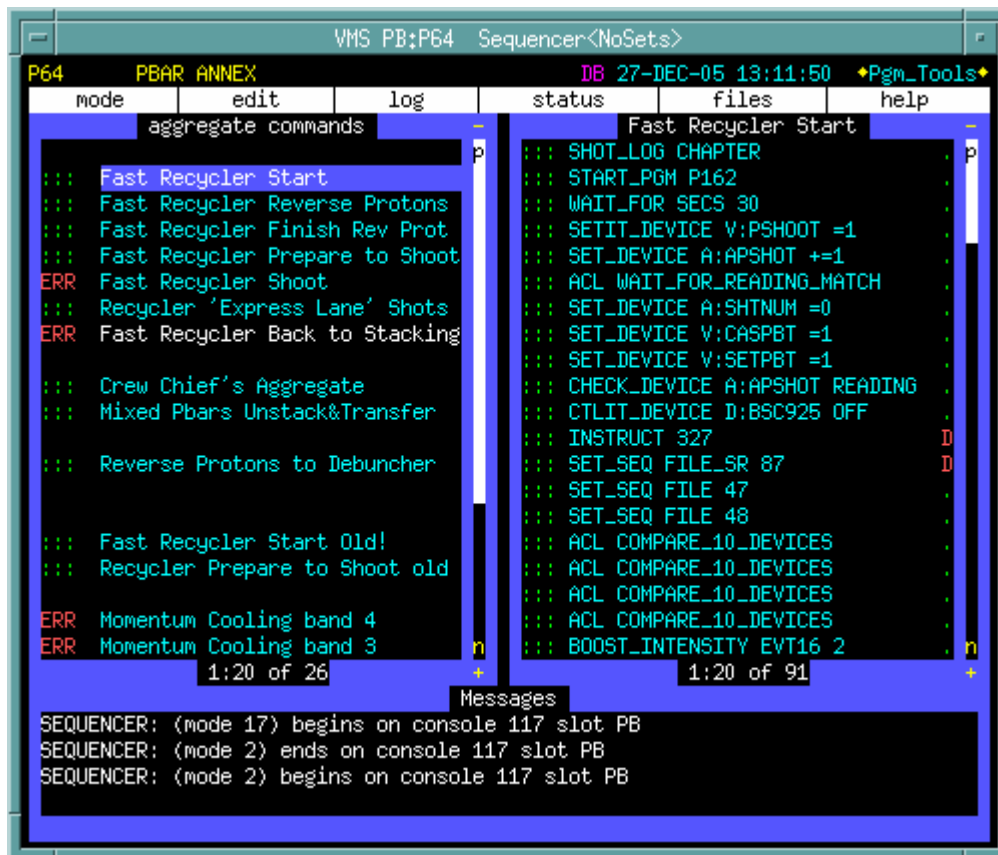 VMS PB:P64 Sequencer<NoSets>
P64 PBAR ANNEX DB 27-DEC-05 13:11:50 ◆Pgm_Tools◆
mode edit log status files help
aggregate commands -
p
::: Fast Recycler Start
::: Fast Recycler Reverse Protons
::: Fast Recycler Finish Rev Prot
::: Fast Recycler Prepare to Shoot
ERR Fast Recycler Shoot
::: Recycler 'Express Lane' Shots
ERR Fast Recycler Back to Stacking
::: Crew Chief's Aggregate
::: Mixed Pbars Unstack&Transfer
::: Reverse Protons to Debuncher
::: Fast Recycler Start Old!
::: Recycler Prepare to Shoot old
ERR Momentum Cooling band 4
ERR Momentum Cooling band 3 n
1:20 of 26 +
Fast Recycler Start -
::: SHOT_LOG CHAPTER . p
::: START_PGM P162 .
::: WAIT_FOR SECS 30 .
::: SETIT_DEVICE V:PSHOOT =1 .
::: SET_DEVICE A:APSHOT +=1 .
::: ACL WAIT_FOR_READING_MATCH .
::: SET_DEVICE A:SHTNUM =0 .
::: SET_DEVICE V:CASPBT =1 .
::: SET_DEVICE V:SETPBT =1 .
::: CHECK_DEVICE A:APSHOT READING .
::: CTLIT_DEVICE D:BSC925 OFF .
::: INSTRUCT 327 D
::: SET_SEQ FILE_SR 87 D
::: SET_SEQ FILE 47 .
::: SET_SEQ FILE 48 .
::: ACL COMPARE_10_DEVICES .
::: ACL COMPARE_10_DEVICES .
::: ACL COMPARE_10_DEVICES .
::: ACL COMPARE_10_DEVICES .
::: BOOST_INTENSITY EVT16 2 . n
1:20 of 91 +
Messages
SEQUENCER: (mode 17) begins on console 117 slot PB
SEQUENCER: (mode 2) ends on console 117 slot PB
SEQUENCER: (mode 2) begins on console 117 slot PB